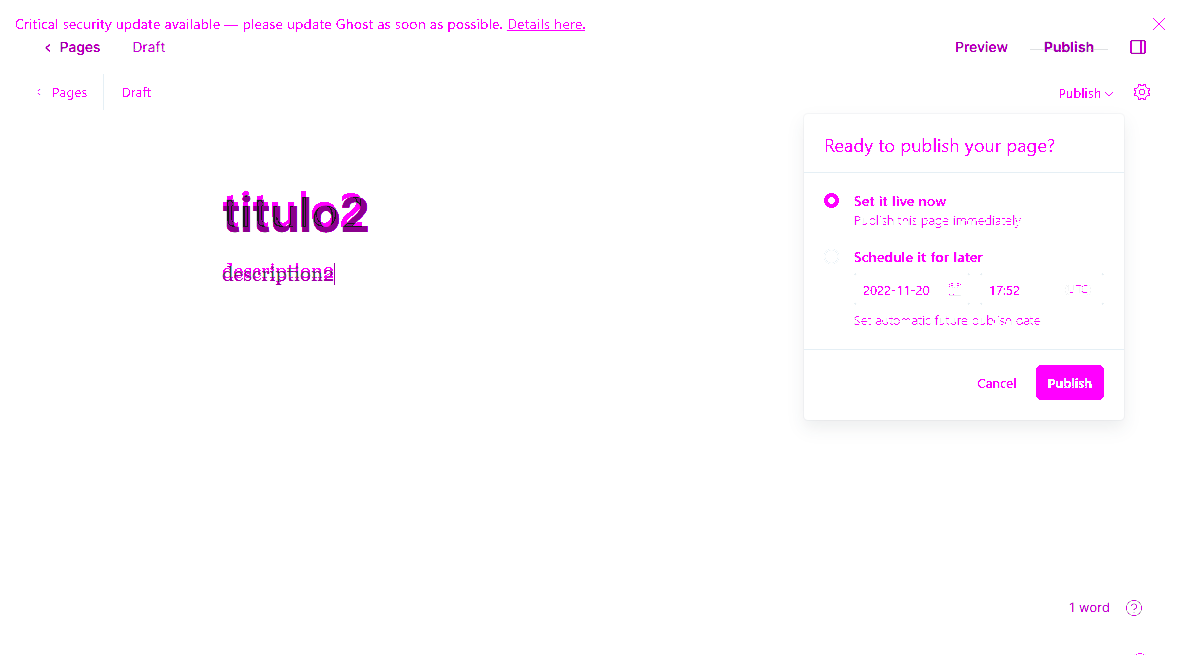 Critical security update available — please update Ghost as soon as possible. Details here.
Pages Draft Preview Publish
Pages Draft Publish
Ready to publish your page?
titulo2
Set it live now
Publish this page immediately
Schedule it for later
description2
2022-11-20 17:52 UTC
Set automatic future publish date
Cancel Publish
1 word ?